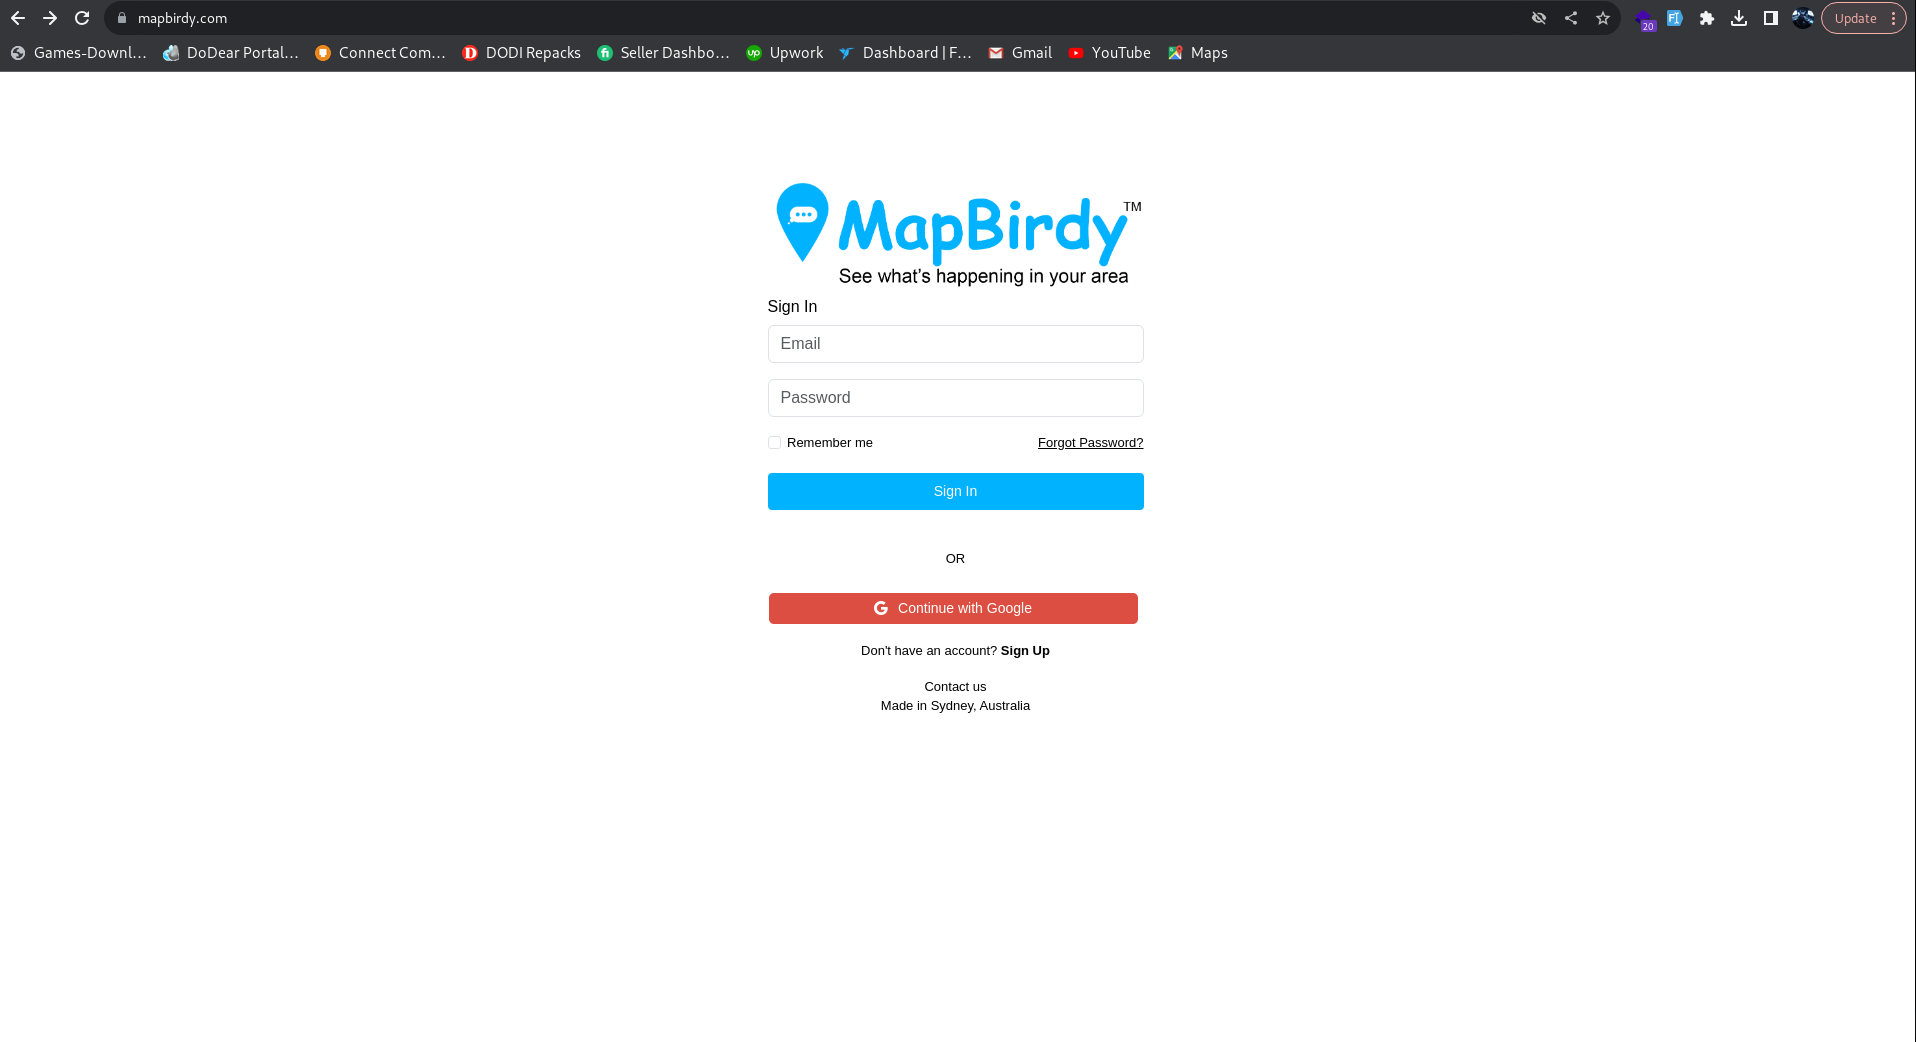 mapbirdy.com
20
Update
Games-Downl...
DoDear Portal...
Connect Com...
DODI Repacks
Seller Dashbo...
Upwork
Dashboard | F...
Gmail
YouTube
Maps
MapBirdy™
See what's happening in your area
Sign In
Email
Password
Remember me
Forgot Password?
Sign In
OR
Continue with Google
Don't have an account? Sign Up
Contact us
Made in Sydney, Australia